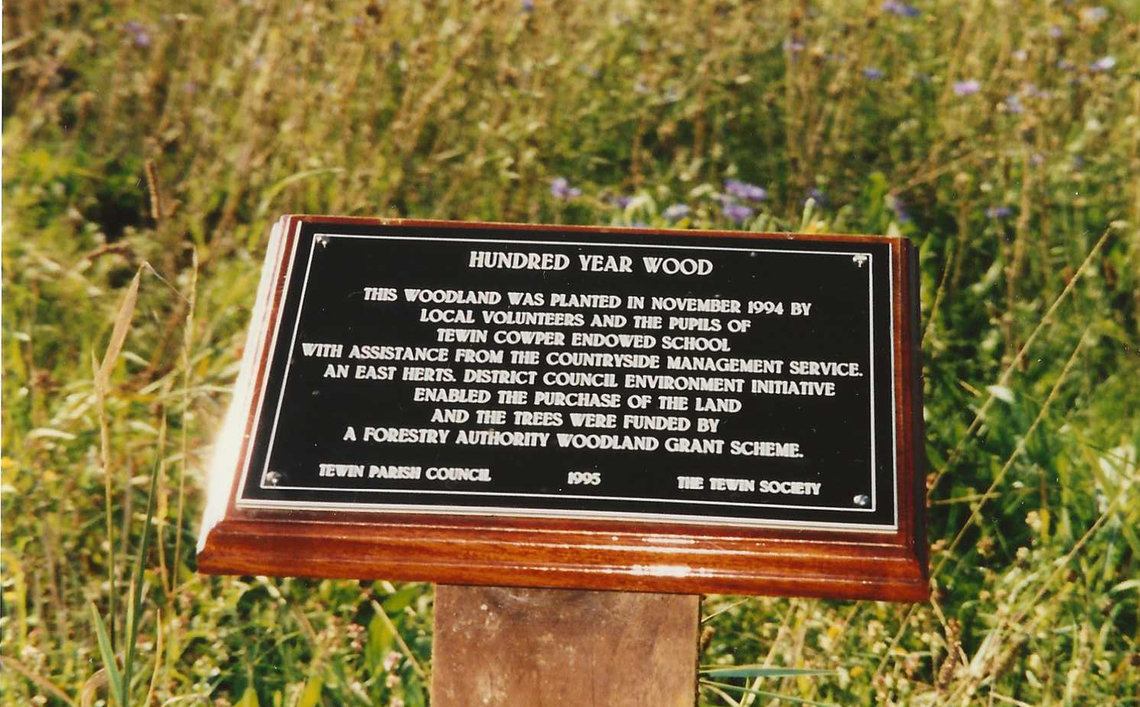 HUNDRED YEAR WOOD
THIS WOODLAND WAS PLANTED IN NOVEMBER 1994 BY
LOCAL VOLUNTEERS AND THE PUPILS OF
TEWIN COWPER ENDOWED SCHOOL
WITH ASSISTANCE FROM THE COUNTRYSIDE MANAGEMENT SERVICE.
AN EAST HERTS. DISTRICT COUNCIL ENVIRONMENT INITIATIVE
ENABLED THE PURCHASE OF THE LAND
AND THE TREES WERE FUNDED BY
A FORESTRY AUTHORITY WOODLAND GRANT SCHEME.
TEWIN PARISH COUNCIL 1995 THE TEWIN SOCIETY